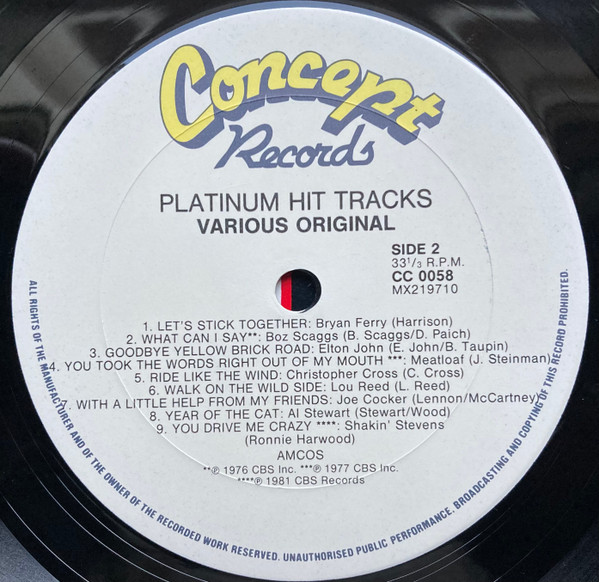 Concept
Records
PLATINUM HIT TRACKS
VARIOUS ORIGINAL
SIDE 2
33 1/3 R.P.M.
CC 0058
MX219710
1. LET'S STICK TOGETHER: Bryan Ferry (Harrison)
2. WHAT CAN I SAY**: Boz Scaggs (B. Scaggs/D. Paich)
3. GOODBYE YELLOW BRICK ROAD: Elton John (E. John/B. Taupin)
4. YOU TOOK THE WORDS RIGHT OUT OF MY MOUTH ***: Meatloaf (J. Steinman)
5. RIDE LIKE THE WIND: Christopher Cross (C. Cross)
6. WALK ON THE WILD SIDE: Lou Reed (L. Reed)
7. WITH A LITTLE HELP FROM MY FRIENDS: Joe Cocker (Lennon/McCartney)
8. YEAR OF THE CAT: Al Stewart (Stewart/Wood)
9. YOU DRIVE ME CRAZY ****: Shakin' Stevens
(Ronnie Harwood)
AMCOS
**℗ 1976 CBS Inc. ***℗ 1977 CBS Inc.
****℗ 1981 CBS Records
ALL RIGHTS OF THE MANUFACTURER AND OF THE OWNER OF THE RECORDED WORK RESERVED. UNAUTHORISED PUBLIC PERFORMANCE. BROADCASTING AND COPYING OF THIS RECORD PROHIBITED.